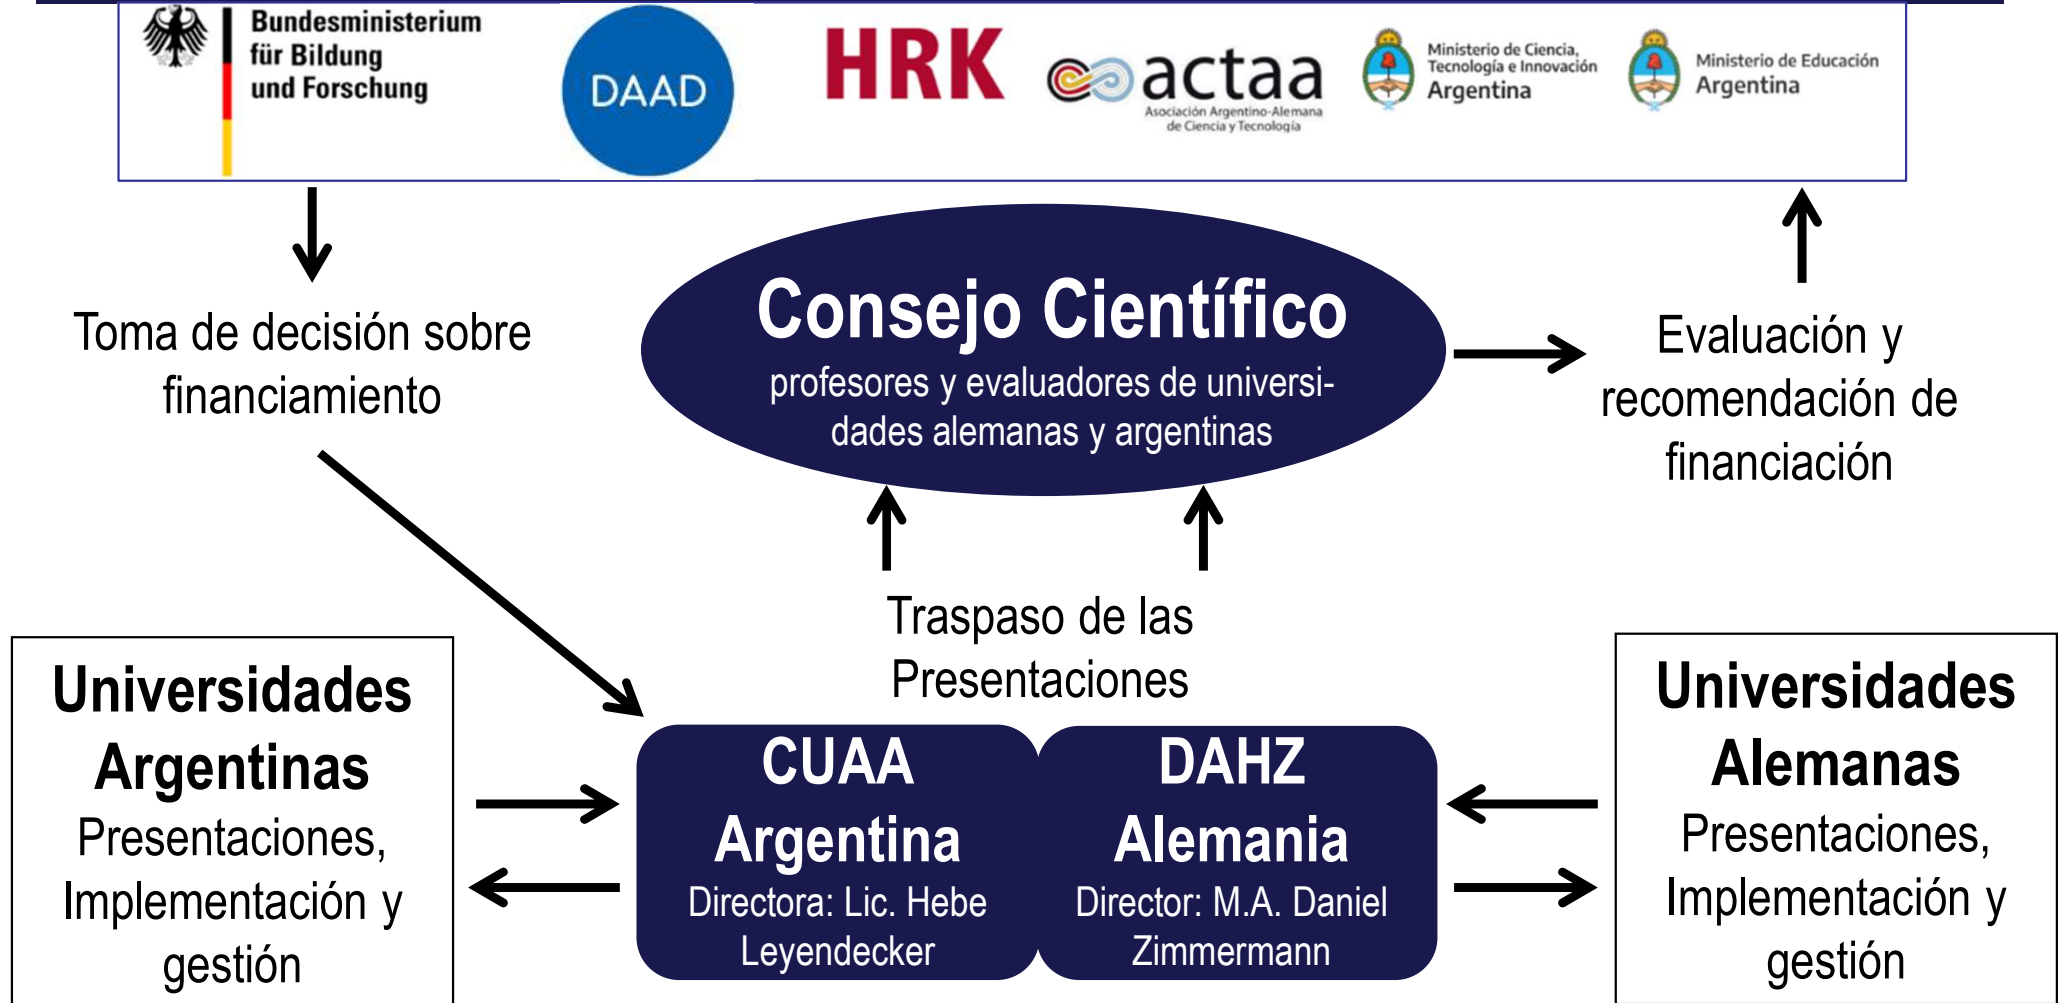 Bundesministerium
für Bildung
und Forschung
DAAD
HRK
actaa
Asociación Argentino-Alemana
de Ciencia y Tecnología
Ministerio de Ciencia,
Tecnología e Innovación
Argentina
Ministerio de Educación
Argentina
Toma de decisión sobre
financiamiento
Consejo Científico
profesores y evaluadores de universi-
dades alemanas y argentinas
Evaluación y
recomendación de
financiación
Traspaso de las
Presentaciones
Universidades
Argentinas
Presentaciones,
Implementación y
gestión
CUAA
Argentina
Directora: Lic. Hebe
Leyendecker
DAHZ
Alemania
Director: M.A. Daniel
Zimmermann
Universidades
Alemanas
Presentaciones,
Implementación y
gestión